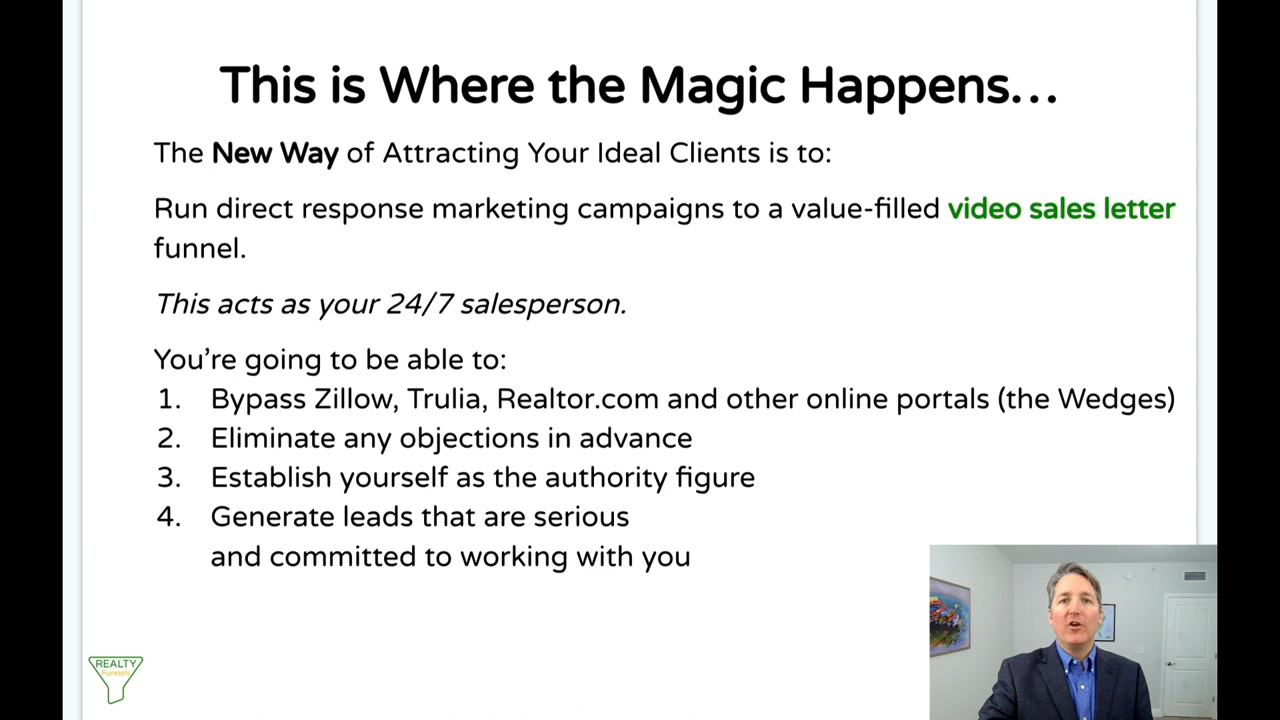 This is Where the Magic Happens…
The New Way of Attracting Your Ideal Clients is to:
Run direct response marketing campaigns to a value-filled video sales letter
funnel.
This acts as your 24/7 salesperson.
You’re going to be able to:
1. Bypass Zillow, Trulia, Realtor.com and other online portals (the Wedges)
2. Eliminate any objections in advance
3. Establish yourself as the authority figure
4. Generate leads that are serious
and committed to working with you
REALTY
Funnels